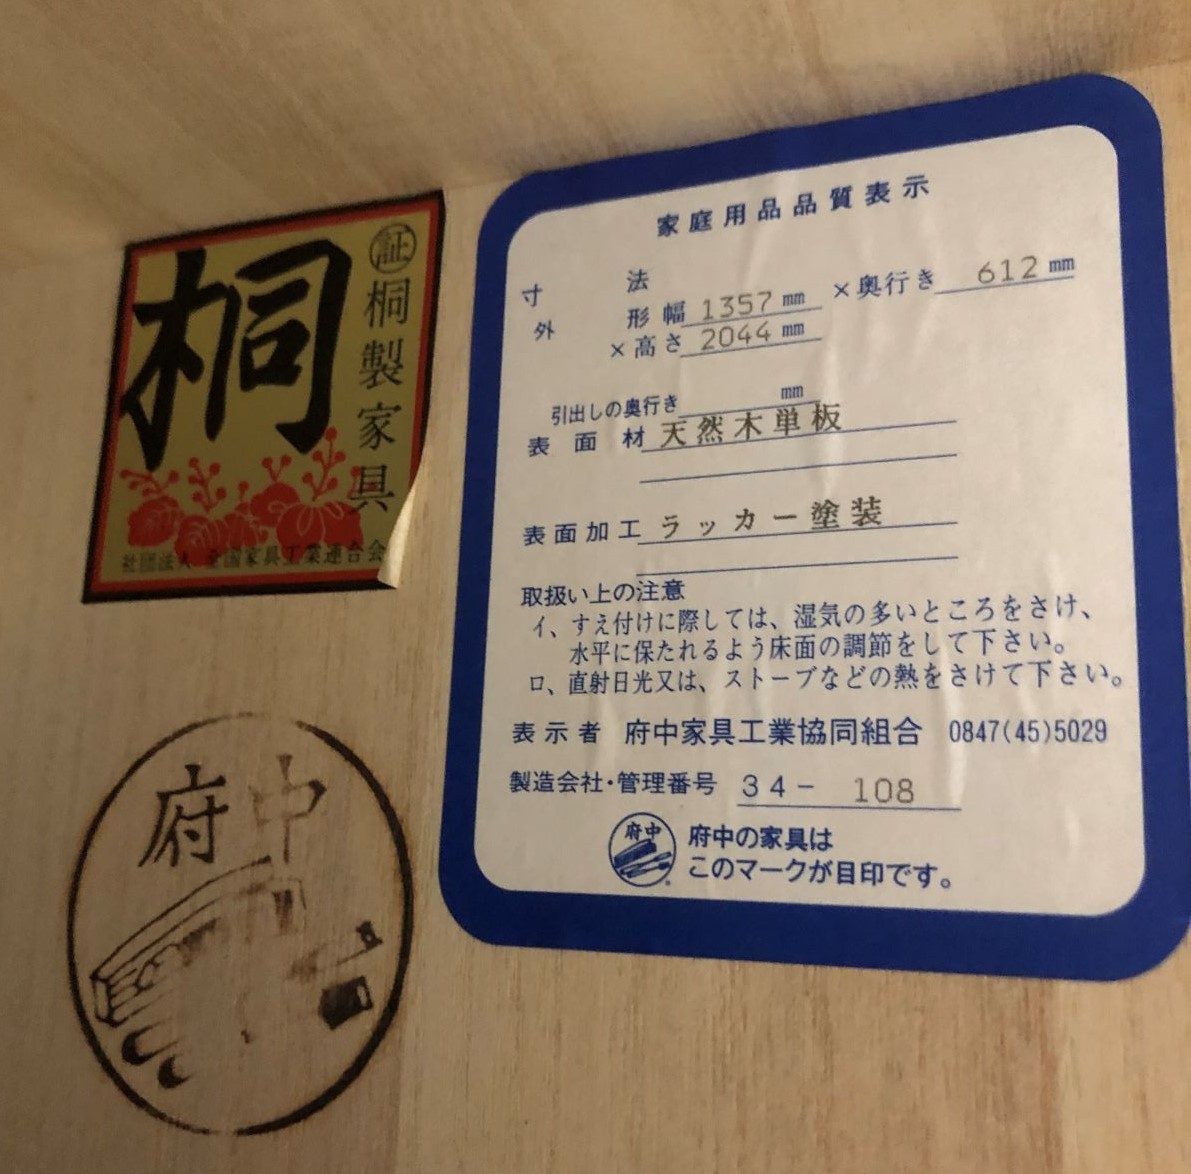 桐
証
桐製家具
社団法人 全国家具工業連合会
府中
家庭用品品質表示
寸法
外形 幅 1357 mm ×奥行き 612 mm
×高さ 2044 mm
引出しの奥行き mm
表面材 天然木単板
表面加工 ラッカー塗装
取扱い上の注意
イ、すえ付けに際しては、湿気の多いところをさけ、
水平に保たれるよう床面の調節をして下さい。
ロ、直射日光又は、ストーブなどの熱をさけて下さい。
表示者 府中家具工業協同組合 0847(45)5029
製造会社・管理番号 34- 108
府中
府中の家具は
このマークが目印です。